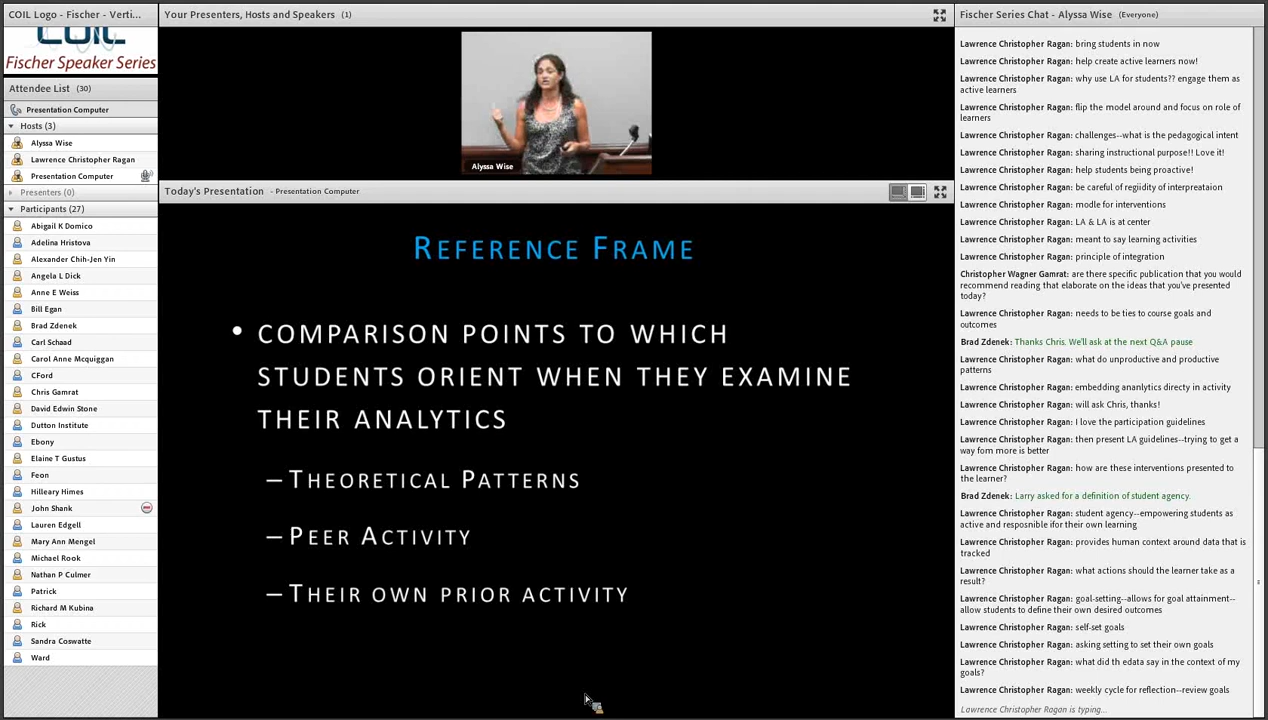 COIL Logo - Fischer - Verti...
COIL
Fischer Speaker Series
Attendee List (30)
Presentation Computer
Hosts (3)
Alyssa Wise
Lawrence Christopher Ragan
Presentation Computer
Presenters (0)
Participants (27)
Abigail K Domico
Adelina Hristova
Alexander Chih-Jen Yin
Angela L Dick
Anne E Weiss
Bill Egan
Brad Zdenek
Carl Schaad
Carol Anne Mcquiggan
CFord
Chris Gamrat
David Edwin Stone
Dutton Institute
Ebony
Elaine T Gustus
Feon
Hilleary Himes
John Shank
Lauren Edgell
Mary Ann Mengel
Michael Rook
Nathan P Culmer
Patrick
Richard M Kubina
Rick
Sandra Coswatte
Ward
Your Presenters, Hosts and Speakers (1)
Alyssa Wise
Today's Presentation - Presentation Computer
REFERENCE FRAME
• COMPARISON POINTS TO WHICH
STUDENTS ORIENT WHEN THEY EXAMINE
THEIR ANALYTICS
– THEORETICAL PATTERNS
– PEER ACTIVITY
– THEIR OWN PRIOR ACTIVITY
Fischer Series Chat - Alyssa Wise (Everyone)
Lawrence Christopher Ragan: bring students in now
Lawrence Christopher Ragan: help create active learners now!
Lawrence Christopher Ragan: why use LA for students?? engage them as
active learners
Lawrence Christopher Ragan: flip the model around and focus on role of
learners
Lawrence Christopher Ragan: challenges--what is the pedagogical intent
Lawrence Christopher Ragan: sharing instructional purpose!! Love it!
Lawrence Christopher Ragan: help students being proactive!
Lawrence Christopher Ragan: be careful of regiidity of interpreataion
Lawrence Christopher Ragan: modle for interventions
Lawrence Christopher Ragan: LA & LA is at center
Lawrence Christopher Ragan: meant to say learning activities
Lawrence Christopher Ragan: principle of integration
Christopher Wagner Gamrat: are there specific publication that you would
recommend reading that elaborate on the ideas that you've presented
today?
Lawrence Christopher Ragan: needs to be ties to course goals and
outcomes
Brad Zdenek: Thanks Chris. We'll ask at the next Q&A pause
Lawrence Christopher Ragan: what do unproductive and productive
patterns
Lawrence Christopher Ragan: embedding ananlytics directy in activity
Lawrence Christopher Ragan: will ask Chris, thanks!
Lawrence Christopher Ragan: I love the participation guidelines
Lawrence Christopher Ragan: then present LA guidelines--trying to get a
way fom more is better
Lawrence Christopher Ragan: how are these interventions presented to
the learner?
Brad Zdenek: Larry asked for a definition of student agency.
Lawrence Christopher Ragan: student agency--empowering students as
active and resposnible ifor their own learning
Lawrence Christopher Ragan: provides human context around data that is
tracked
Lawrence Christopher Ragan: what actions should the learner take as a
result?
Lawrence Christopher Ragan: goal-setting--allows for goal attainment--
allow students to define their own desired outcomes
Lawrence Christopher Ragan: self-set goals
Lawrence Christopher Ragan: asking setting to set their own goals
Lawrence Christopher Ragan: what did th edata say in the context of my
goals?
Lawrence Christopher Ragan: weekly cycle for reflection--review goals
Lawrence Christopher Ragan is typing...